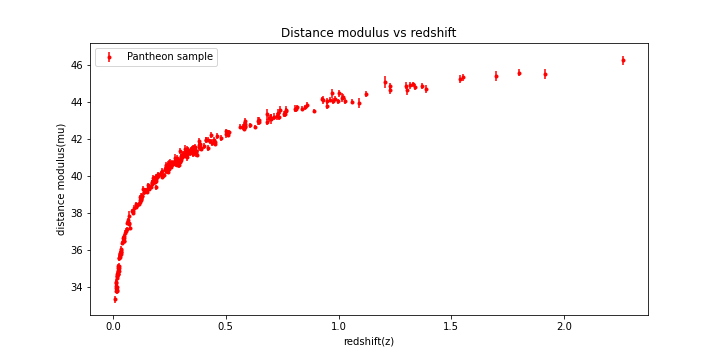 Distance modulus vs redshift
Pantheon sample
distance modulus(mu)
46
44
42
40
38
36
34
0.0 0.5 1.0 1.5 2.0
redshift(z)